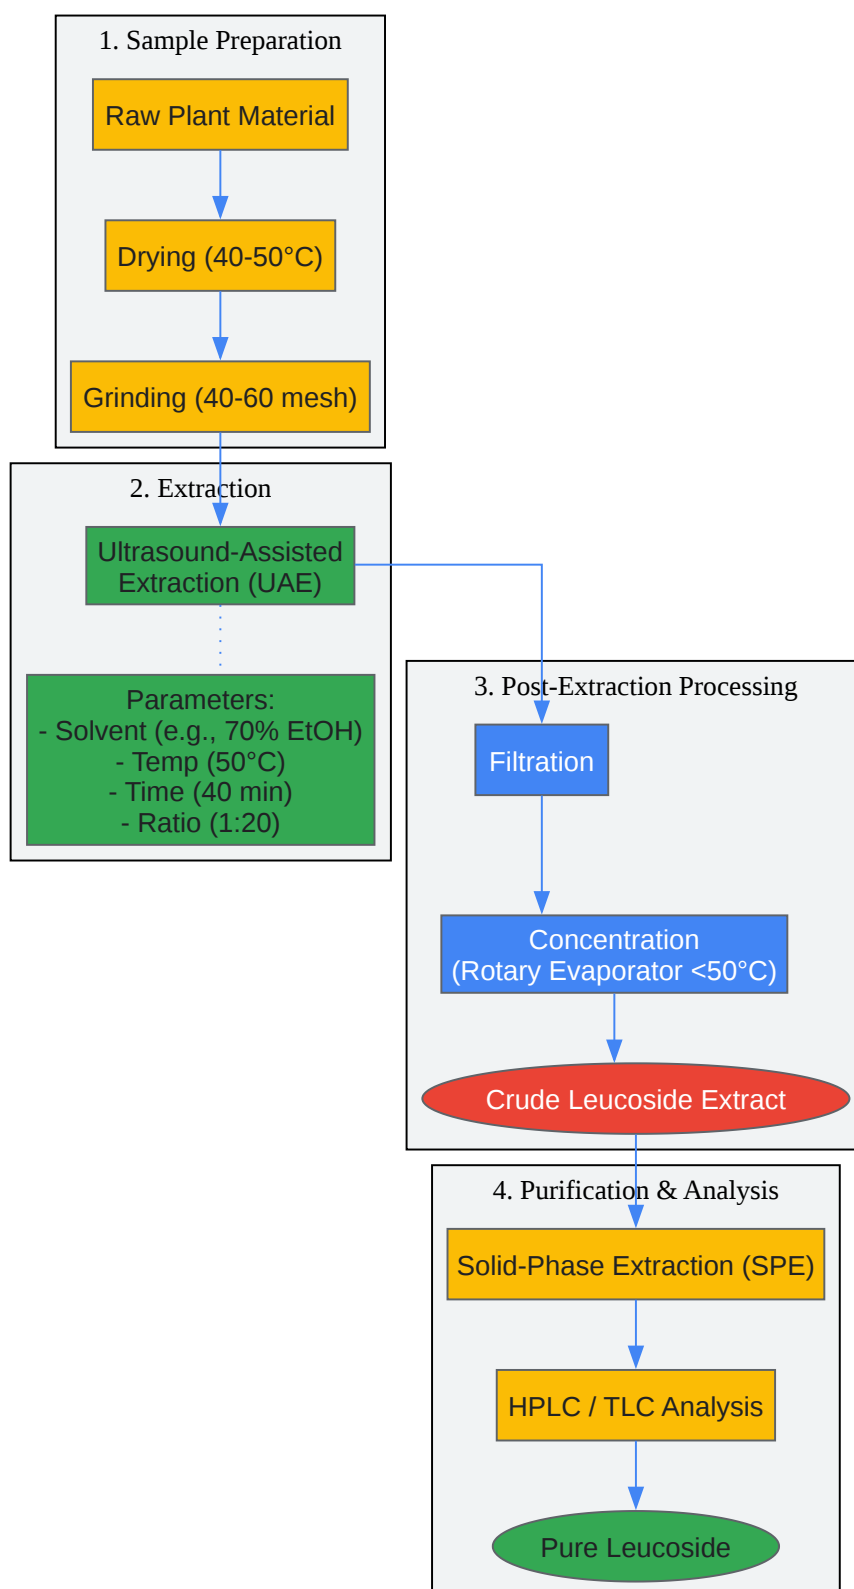 1. Sample Preparation
Raw Plant Material
Drying (40-50°C)
Grinding (40-60 mesh)
2. Extraction
Ultrasound-Assisted
Extraction (UAE)
Parameters:
- Solvent (e.g., 70% EtOH)
- Temp (50°C)
- Time (40 min)
- Ratio (1:20)
3. Post-Extraction Processing
Filtration
Concentration
(Rotary Evaporator <50°C)
Crude Leucoside Extract
4. Purification & Analysis
Solid-Phase Extraction (SPE)
HPLC / TLC Analysis
Pure Leucoside